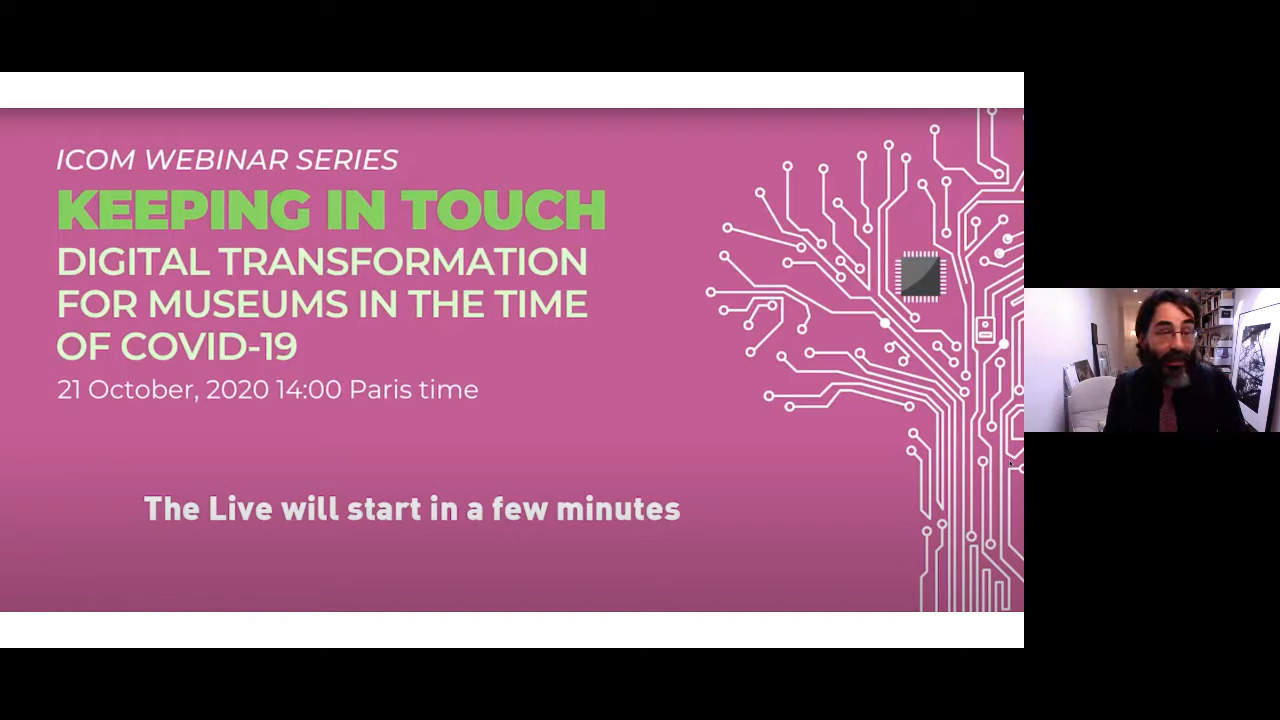 ICOM WEBINAR SERIES
KEEPING IN TOUCH
DIGITAL TRANSFORMATION
FOR MUSEUMS IN THE TIME
OF COVID-19
21 October, 2020 14:00 Paris time
The Live will start in a few minutes